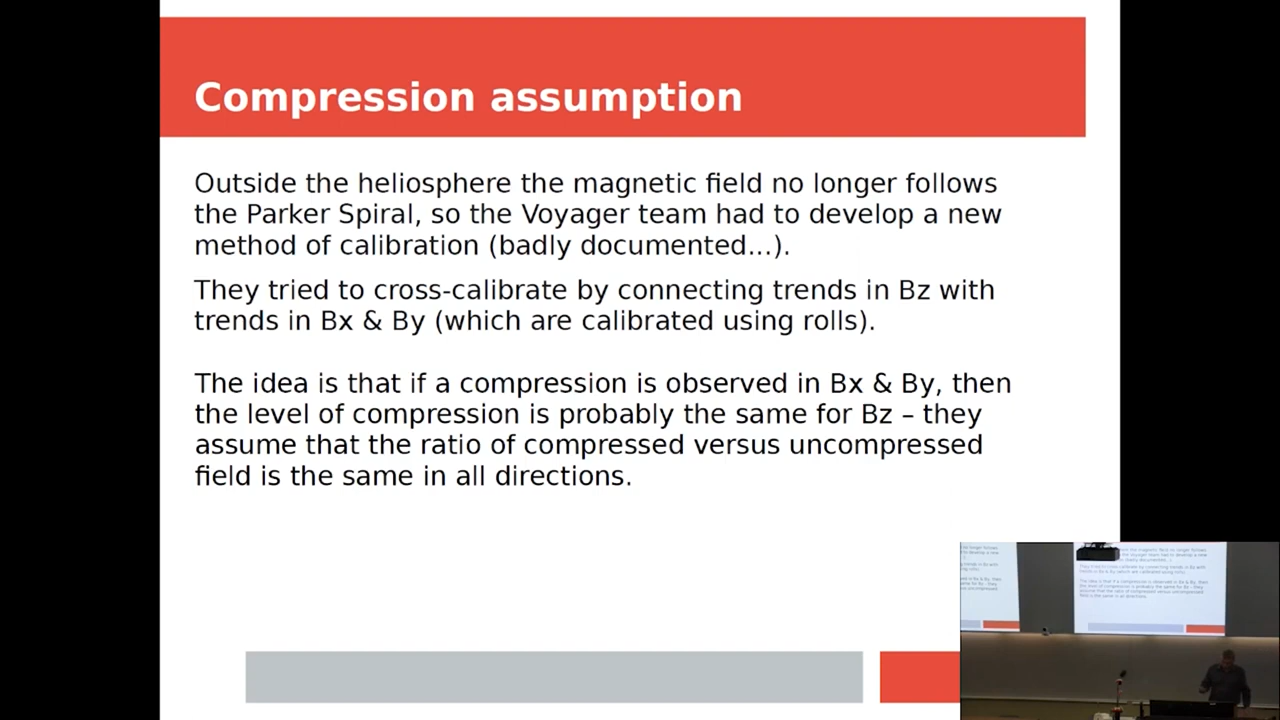 Compression assumption
Outside the heliosphere the magnetic field no longer follows
the Parker Spiral, so the Voyager team had to develop a new
method of calibration (badly documented...).
They tried to cross-calibrate by connecting trends in Bz with
trends in Bx & By (which are calibrated using rolls).
The idea is that if a compression is observed in Bx & By, then
the level of compression is probably the same for Bz – they
assume that the ratio of compressed versus uncompressed
field is the same in all directions.